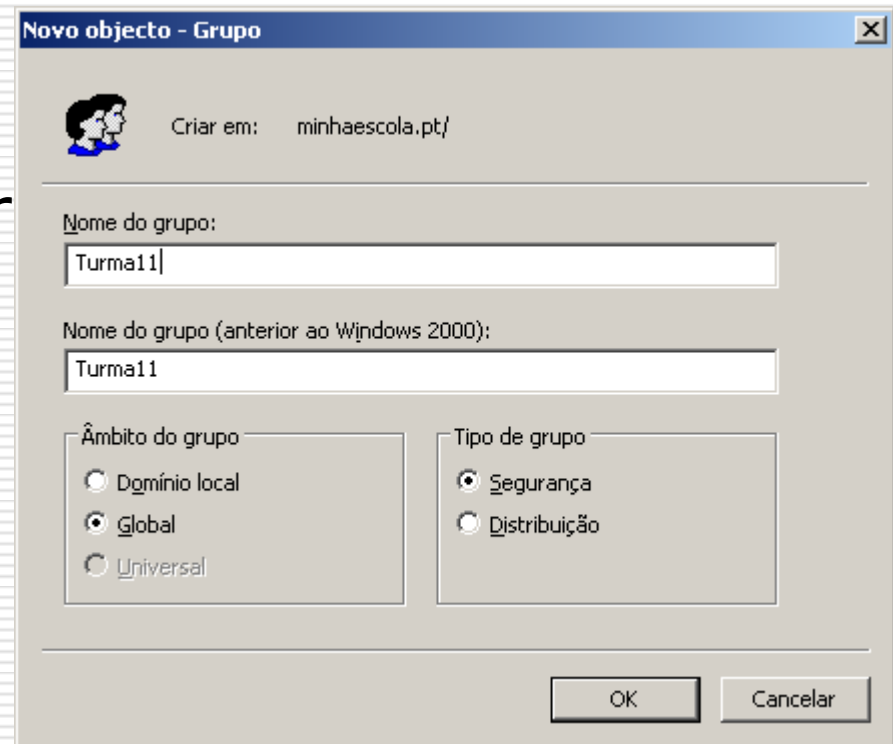 Novo objecto - Grupo
Criar em: minhaescola.pt/
Nome do grupo:
Turma11
Nome do grupo (anterior ao Windows 2000):
Turma11
Âmbito do grupo
Domínio local
Global
Universal
Tipo de grupo
Segurança
Distribuição
OK Cancelar